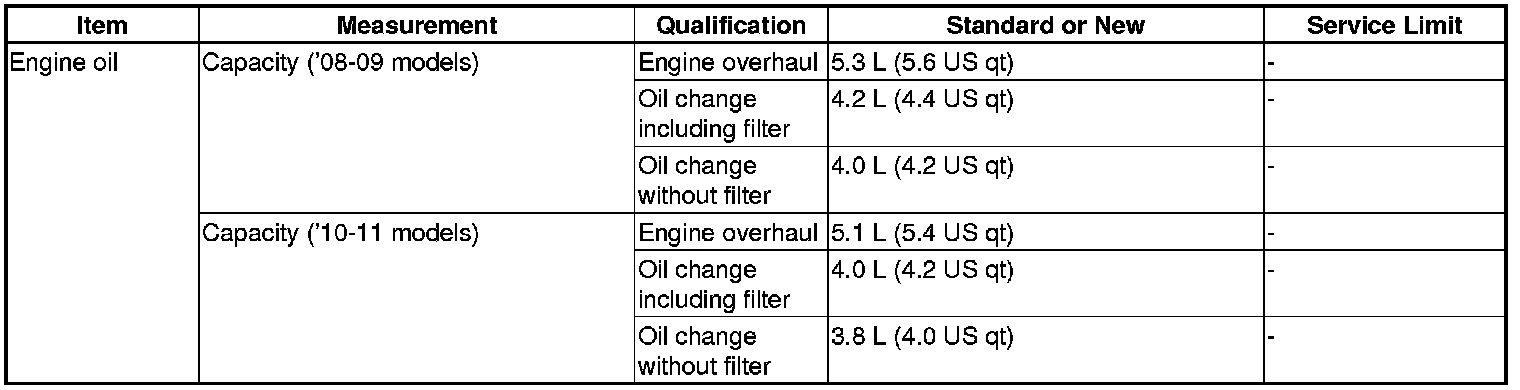 Item Measurement Qualification Standard or New Service Limit
Engine oil Capacity ('08-09 models) Engine overhaul 5.3 L (5.6 US qt) -
Oil change 4.2 L (4.4 US qt) -
including filter
Oil change 4.0 L (4.2 US qt) -
without filter
Capacity ('10-11 models) Engine overhaul 5.1 L (5.4 US qt) -
Oil change 4.0 L (4.2 US qt) -
including filter
Oil change 3.8 L (4.0 US qt) -
without filter